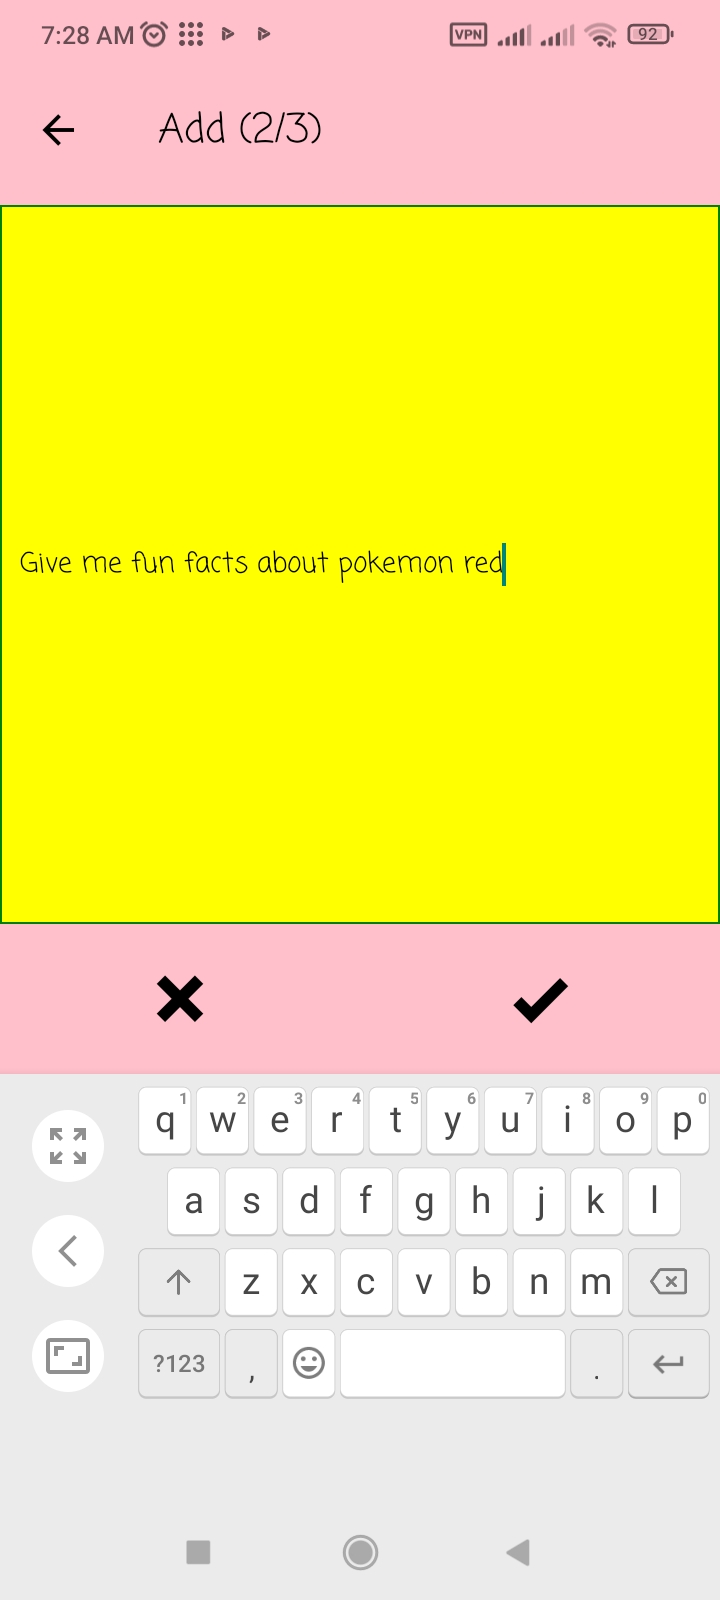 7:28 AM VPN 92
Add (2/3)
Give me fun facts about pokemon red
1 2 3 4 5 6 7 8 9 0
q w e r t y u i o p
a s d f g h j k l
z x c v b n m
?123 , .